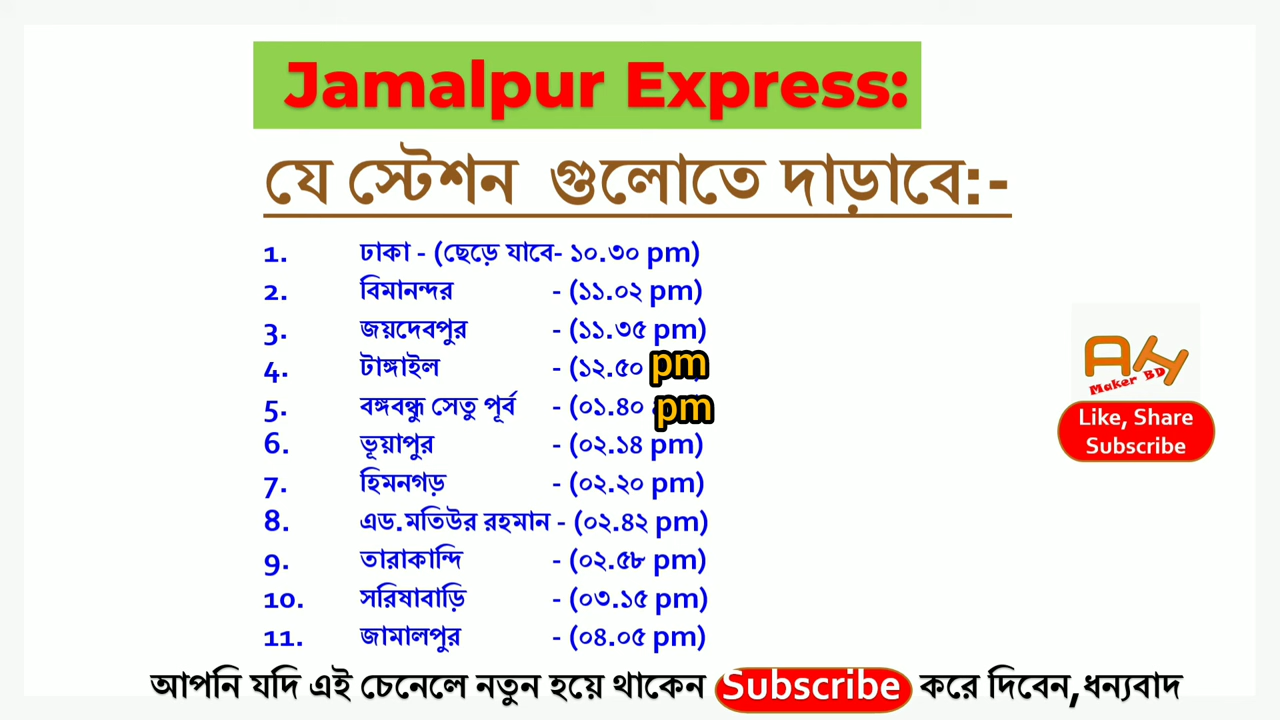 Jamalpur Express:
যে স্টেশন গুলোতে দাড়াবে:-
1. ঢাকা - (ছেড়ে যাবে- ১০.৩০ pm)
2. বিমানন্দর - (১১.০২ pm)
3. জয়দেবপুর - (১১.৩৫ pm)
4. টাঙ্গাইল - (১২.৫০ pm
5. বঙ্গবন্ধু সেতু পূর্ব - (০১.৪০ pm
6. ভূয়াপুর - (০২.১৪ pm)
7. হিমনগড় - (০২.২০ pm)
8. এড.মতিউর রহমান - (০২.৪২ pm)
9. তারাকান্দি - (০২.৫৮ pm)
10. সরিষাবাড়ি - (০৩.১৫ pm)
11. জামালপুর - (০৪.০৫ pm)
AH
Maker BD
Like, Share
Subscribe
আপনি যদি এই চেনেলে নতুন হয়ে থাকেন Subscribe করে দিবেন,ধন্যবাদ